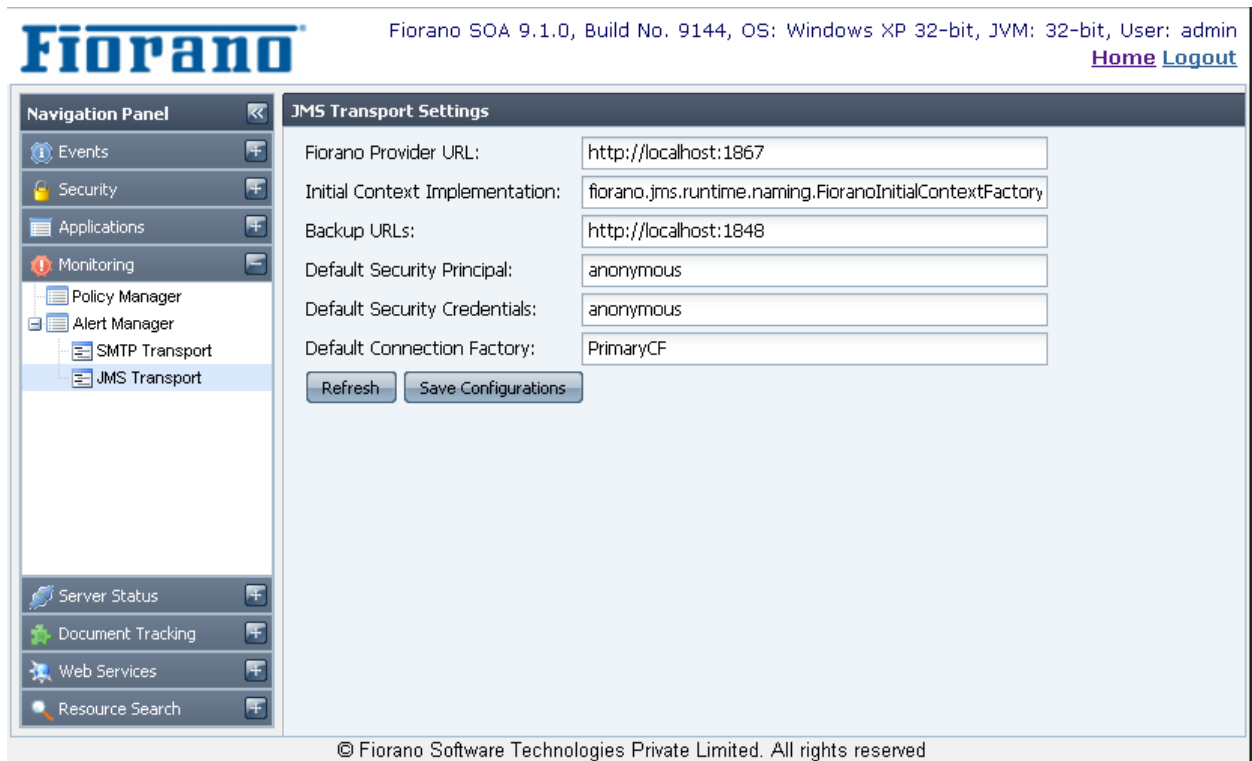 Fiorano
Fiorano SOA 9.1.0, Build No. 9144, OS: Windows XP 32-bit, JVM: 32-bit, User: admin
Home Logout
Navigation Panel
Events
Security
Applications
Monitoring
Policy Manager
Alert Manager
SMTP Transport
JMS Transport
Server Status
Document Tracking
Web Services
Resource Search
JMS Transport Settings
Fiorano Provider URL: http://localhost:1867
Initial Context Implementation: fiorano.jms.runtime.naming.FioranoInitialContextFactory
Backup URLs: http://localhost:1848
Default Security Principal: anonymous
Default Security Credentials: anonymous
Default Connection Factory: PrimaryCF
Refresh Save Configurations
© Fiorano Software Technologies Private Limited. All rights reserved